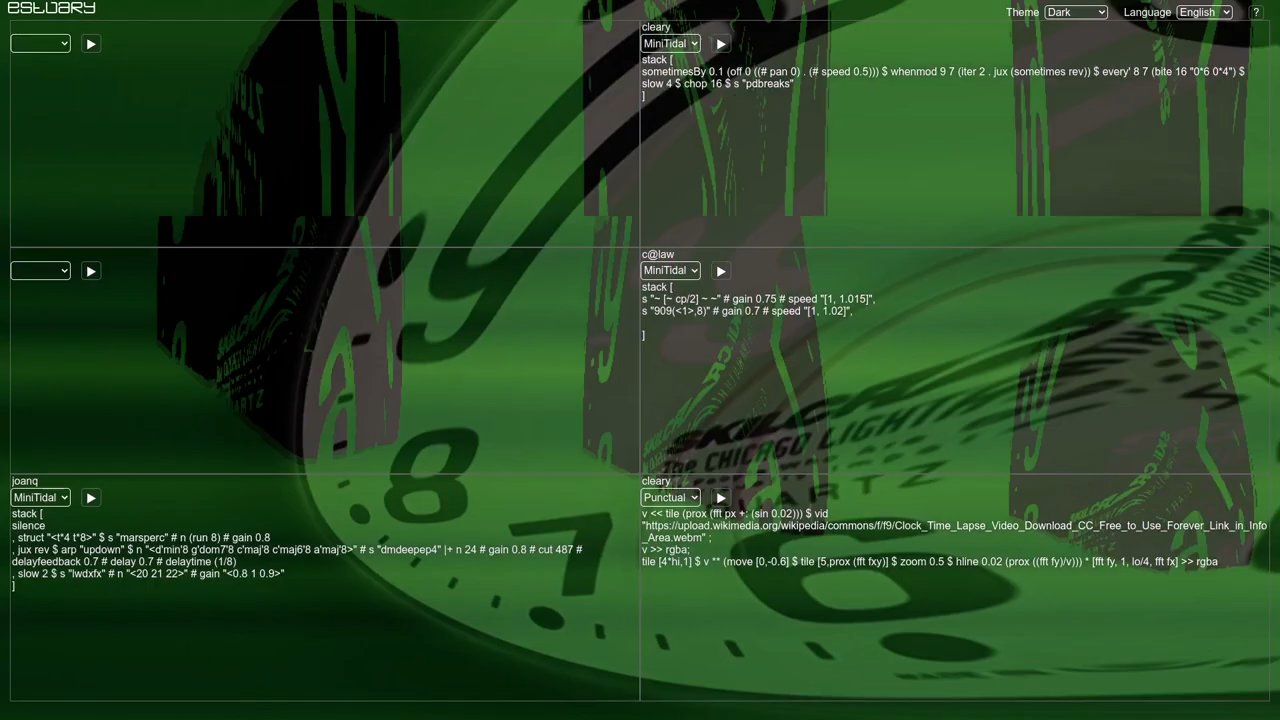 estuary
Theme Dark Language English ?
cleary
MiniTidal
stack [
sometimesBy 0.1 (off 0 ((# pan 0) . (# speed 0.5))) $ whenmod 9 7 (iter 2 . jux (sometimes rev)) $ every' 8 7 (bite 16 "0*6 0*4") $
slow 4 $ chop 16 $ s "pdbreaks"
]
c@law
MiniTidal
stack [
s "~ [~ cp/2] ~ ~" # gain 0.75 # speed "[1, 1.015]",
s "909(<1>,8)" # gain 0.7 # speed "[1, 1.02]",
]
joanq
MiniTidal
stack [
silence
, struct "<t*4 t*8>" $ s "marsperc" # n (run 8) # gain 0.8
, jux rev $ arp "updown" $ n "<d'min'8 g'dom7'8 c'maj'8 c'maj6'8 a'maj'8>" # s "dmdeepep4" |+ n 24 # gain 0.8 # cut 487 #
delayfeedback 0.7 # delay 0.7 # delaytime (1/8)
, slow 2 $ s "lwdxfx" # n "<20 21 22>" # gain "<0.8 1 0.9>"
]
cleary
Punctual
v << tile (prox (fft px +: (sin 0.02))) $ vid
"https://upload.wikimedia.org/wikipedia/commons/f/f9/Clock_Time_Lapse_Video_Download_CC_Free_to_Use_Forever_Link_in_Info
_Area.webm" ;
v >> rgba;
tile [4*hi,1] $ v ** (move [0,-0.6] $ tile [5,prox (fft fxy)] $ zoom 0.5 $ hline 0.02 (prox ((fft fy)/v))) * [fft fy, 1, lo/4, fft fx] >> rgba
9
8
7
6
SKILCRAFT
CHICAGO LIGHTH
QUARTZ